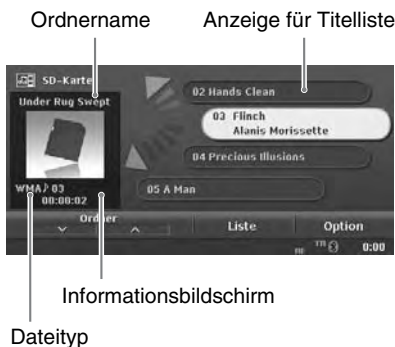 Ordnername
Anzeige für Titelliste
SD-Karte
Under Rug Swept
02 Hands Clean
03 Flinch
Alanis Morissette
04 Precious Illusions
WMA♪ 03
00:00:02
05 A Man
Ordner
Liste
Option
0:00
Informationsbildschirm
Dateityp